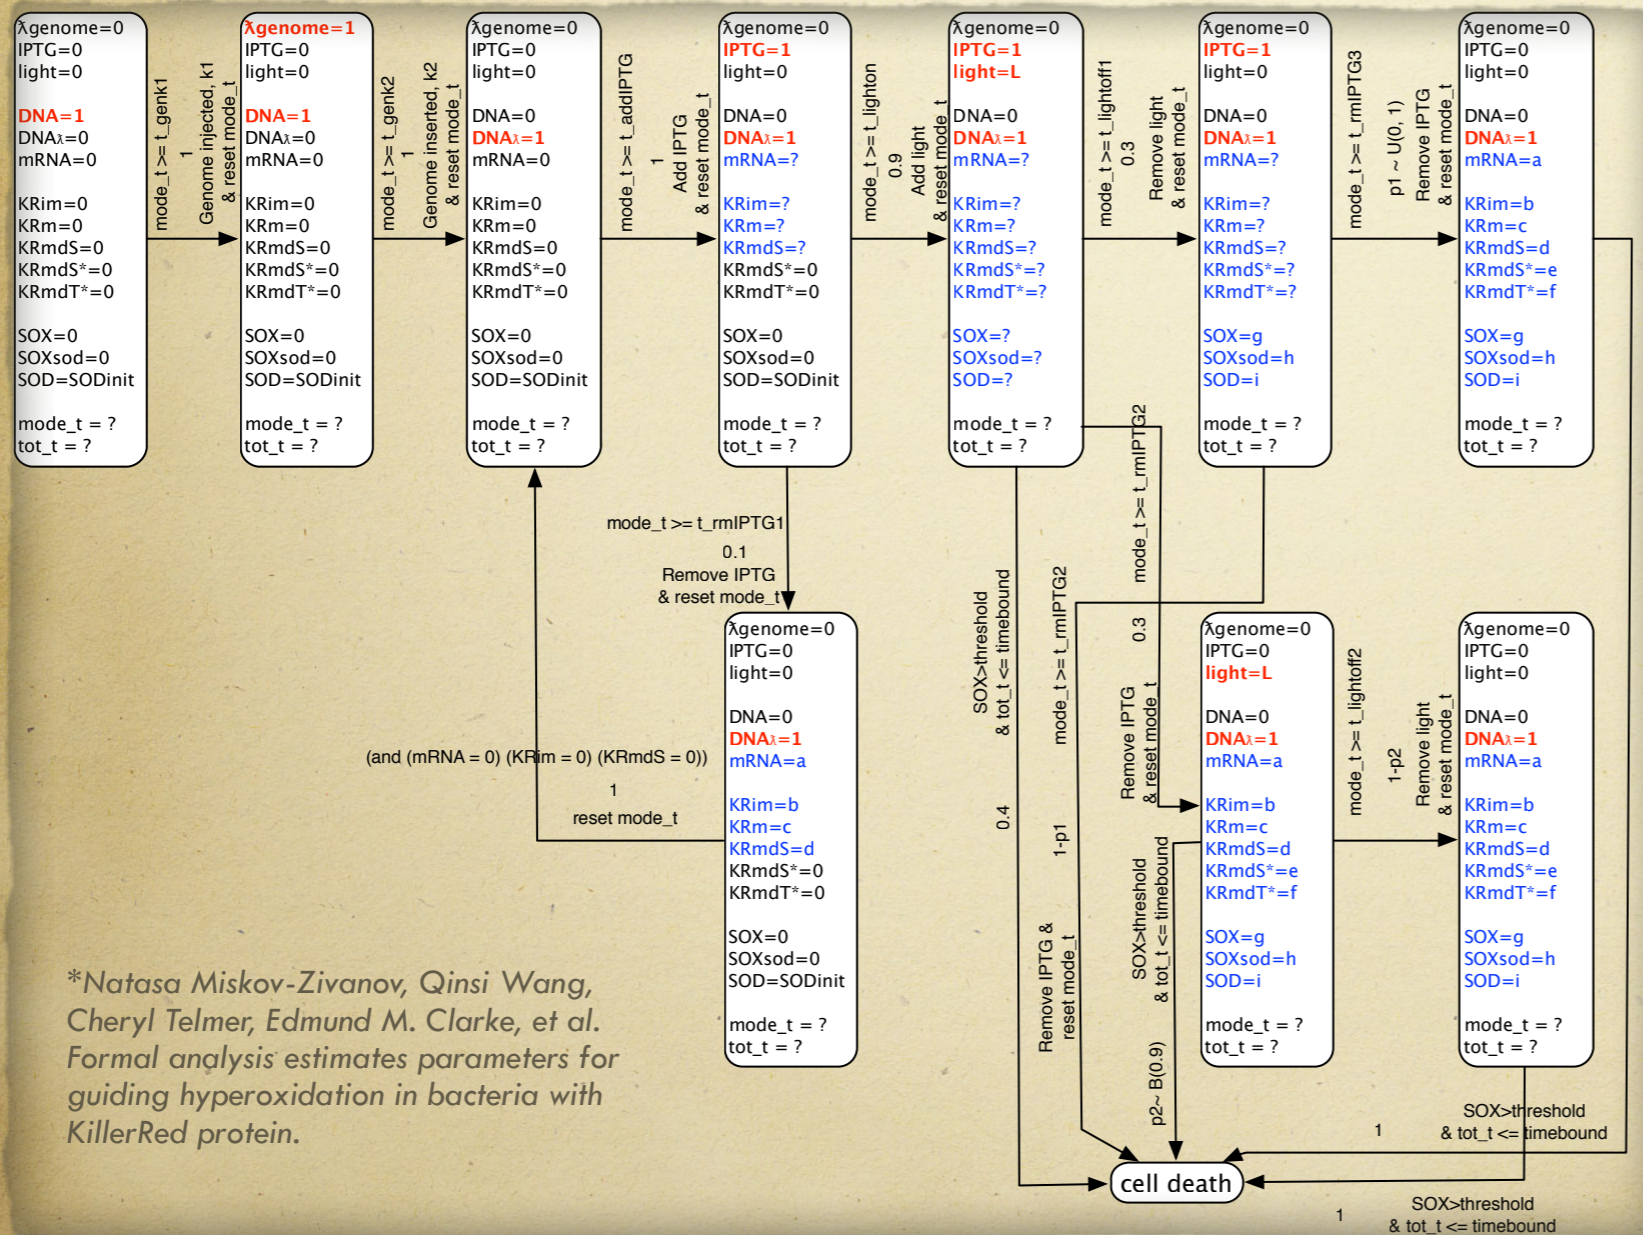 λgenome=0
IPTG=0
light=0
DNA=1
DNAλ=0
mRNA=0
KRim=0
KRm=0
KRmdS=0
KRmdS*=0
KRmdT*=0
SOX=0
SOXsod=0
SOD=SODinit
mode_t = ?
tot_t = ?
mode_t >= t_genk1
1
Genome injected, k1
& reset mode_t
λgenome=1
IPTG=0
light=0
DNA=1
DNAλ=0
mRNA=0
KRim=0
KRm=0
KRmdS=0
KRmdS*=0
KRmdT*=0
SOX=0
SOXsod=0
SOD=SODinit
mode_t = ?
tot_t = ?
mode_t >= t_genk2
1
Genome inserted, k2
& reset mode_t
λgenome=0
IPTG=0
light=0
DNA=0
DNAλ=1
mRNA=0
KRim=0
KRm=0
KRmdS=0
KRmdS*=0
KRmdT*=0
SOX=0
SOXsod=0
SOD=SODinit
mode_t = ?
tot_t = ?
mode_t >= t_addIPTG
1
Add IPTG
& reset mode_t
λgenome=0
IPTG=1
light=0
DNA=0
DNAλ=1
mRNA=?
KRim=?
KRm=?
KRmdS=?
KRmdS*=0
KRmdT*=0
SOX=0
SOXsod=0
SOD=SODinit
mode_t = ?
tot_t = ?
mode_t >= t_lighton
0.9
Add light
& reset mode_t
λgenome=0
IPTG=1
light=L
DNA=0
DNAλ=1
mRNA=?
KRim=?
KRm=?
KRmdS=?
KRmdS*=?
KRmdT*=?
SOX=?
SOXsod=?
SOD=?
mode_t = ?
tot_t = ?
mode_t >= t_lightoff1
0.3
Remove light
& reset mode_t
λgenome=0
IPTG=1
light=0
DNA=0
DNAλ=1
mRNA=?
KRim=?
KRm=?
KRmdS=?
KRmdS*=?
KRmdT*=?
SOX=g
SOXsod=h
SOD=i
mode_t = ?
tot_t = ?
mode_t >= t_rmIPTG3
p1 ~ U(0, 1)
Remove IPTG
& reset mode_t
λgenome=0
IPTG=0
light=0
DNA=0
DNAλ=1
mRNA=a
KRim=b
KRm=c
KRmdS=d
KRmdS*=e
KRmdT*=f
SOX=g
SOXsod=h
SOD=i
mode_t = ?
tot_t = ?
mode_t >= t_rmIPTG1
0.1
Remove IPTG
& reset mode_t
(and (mRNA = 0) (KRim = 0) (KRmdS = 0))
1
reset mode_t
λgenome=0
IPTG=0
light=0
DNA=0
DNAλ=1
mRNA=a
KRim=b
KRm=c
KRmdS=d
KRmdS*=0
KRmdT*=0
SOX=0
SOXsod=0
SOD=SODinit
mode_t = ?
tot_t = ?
SOX>threshold
& tot_t <= timebound
0.4
mode_t >= t_rmIPTG2
1-p1
Remove IPTG &
reset mode_t
mode_t >= t_rmIPTG2
0.3
Remove IPTG
& reset mode_t
SOX>threshold
& tot_t <= timebound
p2~ B(0.9)
λgenome=0
IPTG=0
light=L
DNA=0
DNAλ=1
mRNA=a
KRim=b
KRm=c
KRmdS=d
KRmdS*=e
KRmdT*=f
SOX=g
SOXsod=h
SOD=i
mode_t = ?
tot_t = ?
mode_t >= t_lightoff2
1-p2
Remove light
& reset mode_t
λgenome=0
IPTG=0
light=0
DNA=0
DNAλ=1
mRNA=a
KRim=b
KRm=c
KRmdS=d
KRmdS*=e
KRmdT*=f
SOX=g
SOXsod=h
SOD=i
mode_t = ?
tot_t = ?
SOX>threshold
1
& tot_t <= timebound
cell death
SOX>threshold
1
& tot_t <= timebound
*Natasa Miskov-Zivanov, Qinsi Wang,
Cheryl Telmer, Edmund M. Clarke, et al.
Formal analysis estimates parameters for
guiding hyperoxidation in bacteria with
KillerRed protein.